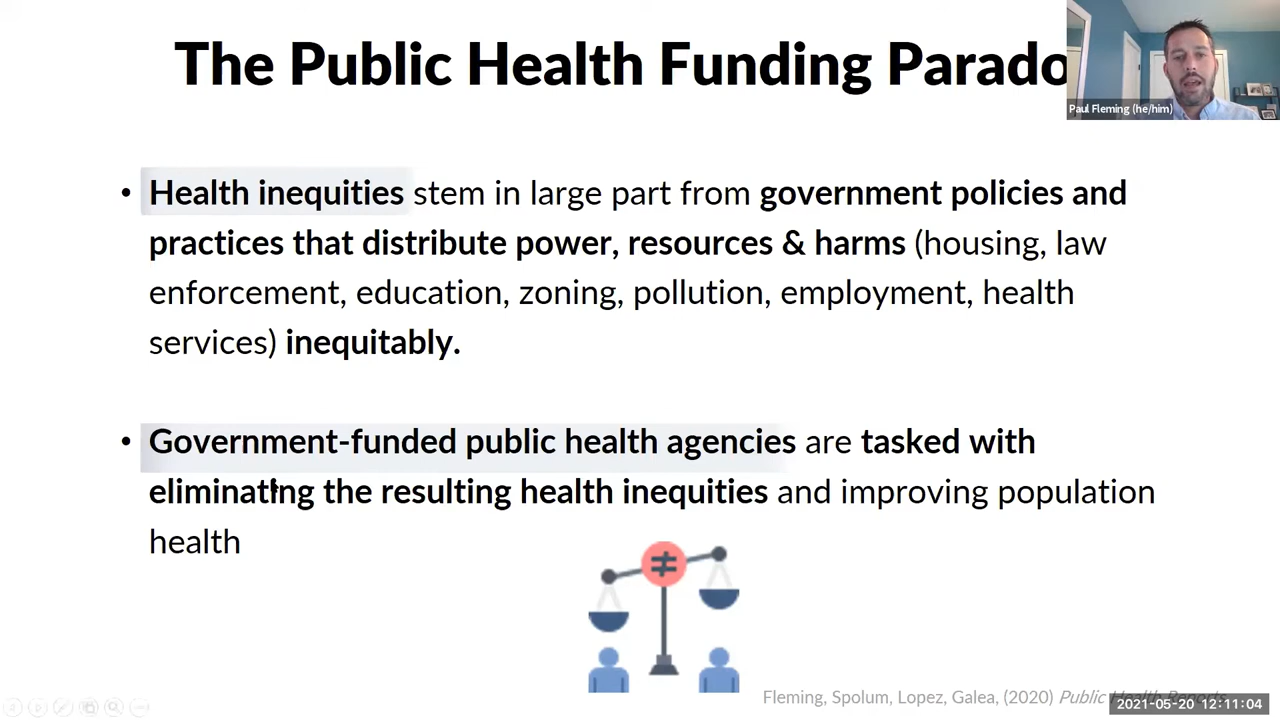 The Public Health Funding Parado
Paul Fleming (he/him)
• Health inequities stem in large part from government policies and
practices that distribute power, resources & harms (housing, law
enforcement, education, zoning, pollution, employment, health
services) inequitably.
• Government-funded public health agencies are tasked with
eliminating the resulting health inequities and improving population
health
≠
Fleming, Spolum, Lopez, Galea, (2020) Public Health Reports
2021-05-20 12:11:04